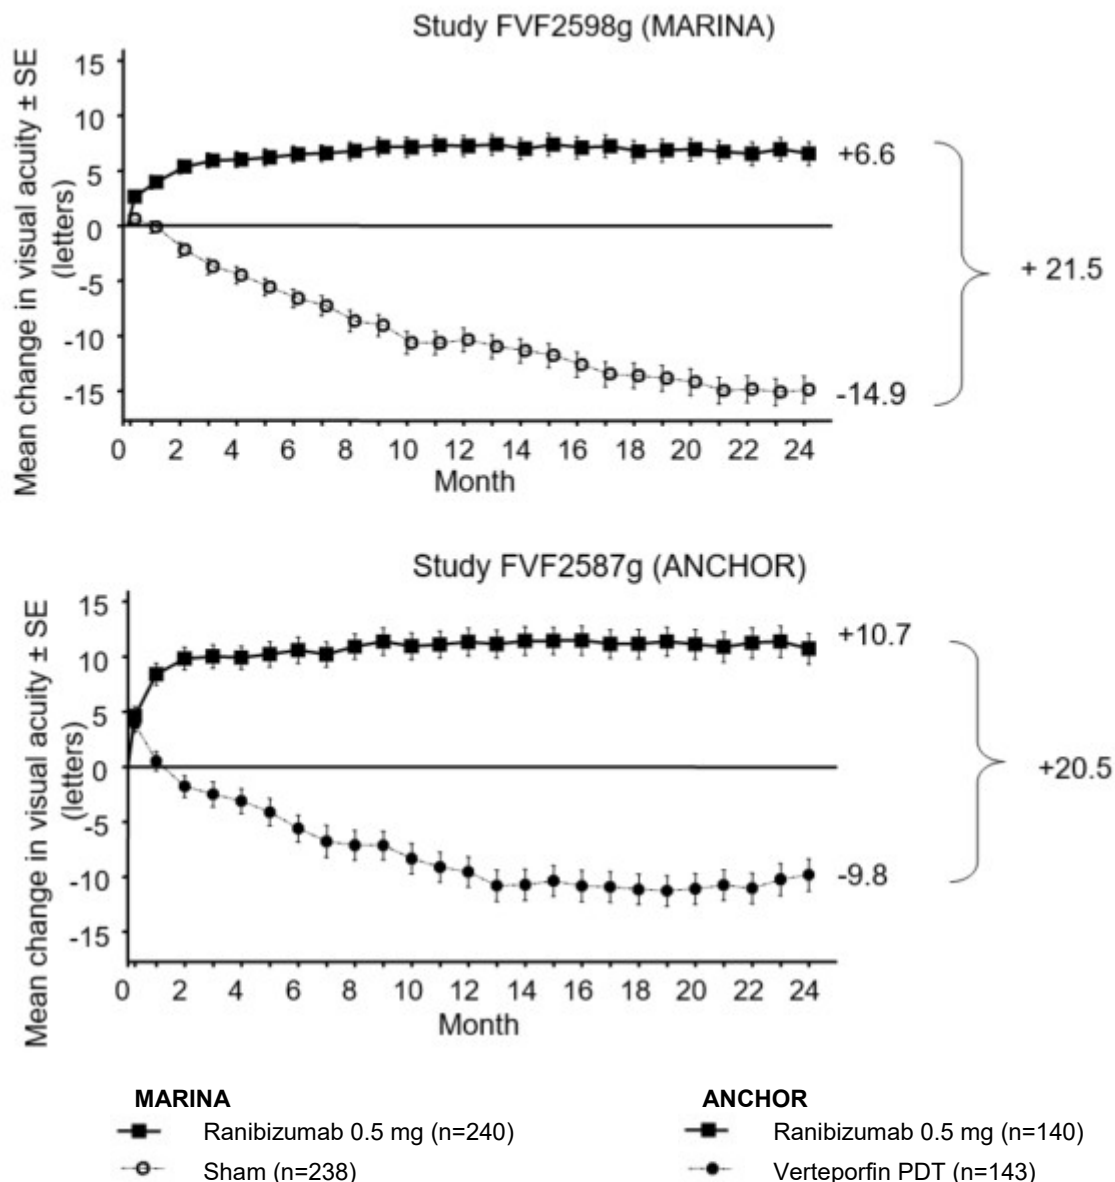 Study FVF2598g (MARINA)
Mean change in visual acuity ± SE
(letters)
15
10
5
0
-5
-10
-15
+6.6
-14.9
+ 21.5
0 2 4 6 8 10 12 14 16 18 20 22 24
Month
Study FVF2587g (ANCHOR)
Mean change in visual acuity ± SE
(letters)
15
10
5
0
-5
-10
-15
+10.7
-9.8
+20.5
0 2 4 6 8 10 12 14 16 18 20 22 24
Month
MARINA
Ranibizumab 0.5 mg (n=240)
Sham (n=238)
ANCHOR
Ranibizumab 0.5 mg (n=140)
Verteporfin PDT (n=143)